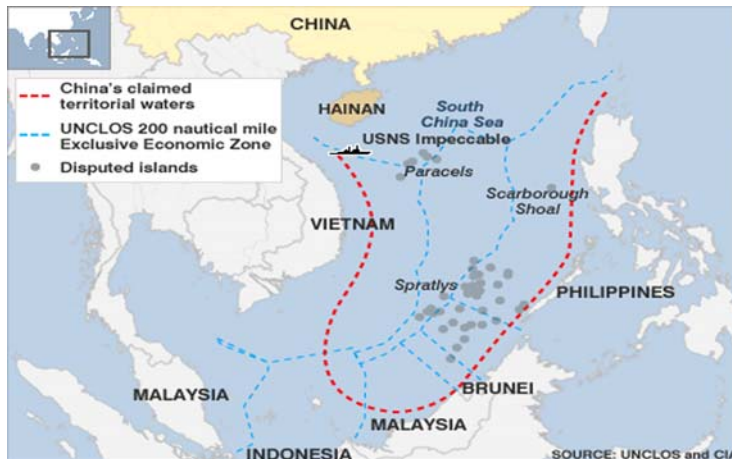 CHINA
China's claimed
territorial waters
UNCLOS 200 nautical mile
Exclusive Economic Zone
Disputed islands
HAINAN
South
China Sea
USNS Impeccable
Paracels
Scarborough
Shoal
VIETNAM
Spratlys
PHILIPPINES
MALAYSIA
BRUNEI
MALAYSIA
INDONESIA
SOURCE: UNCLOS and CIA